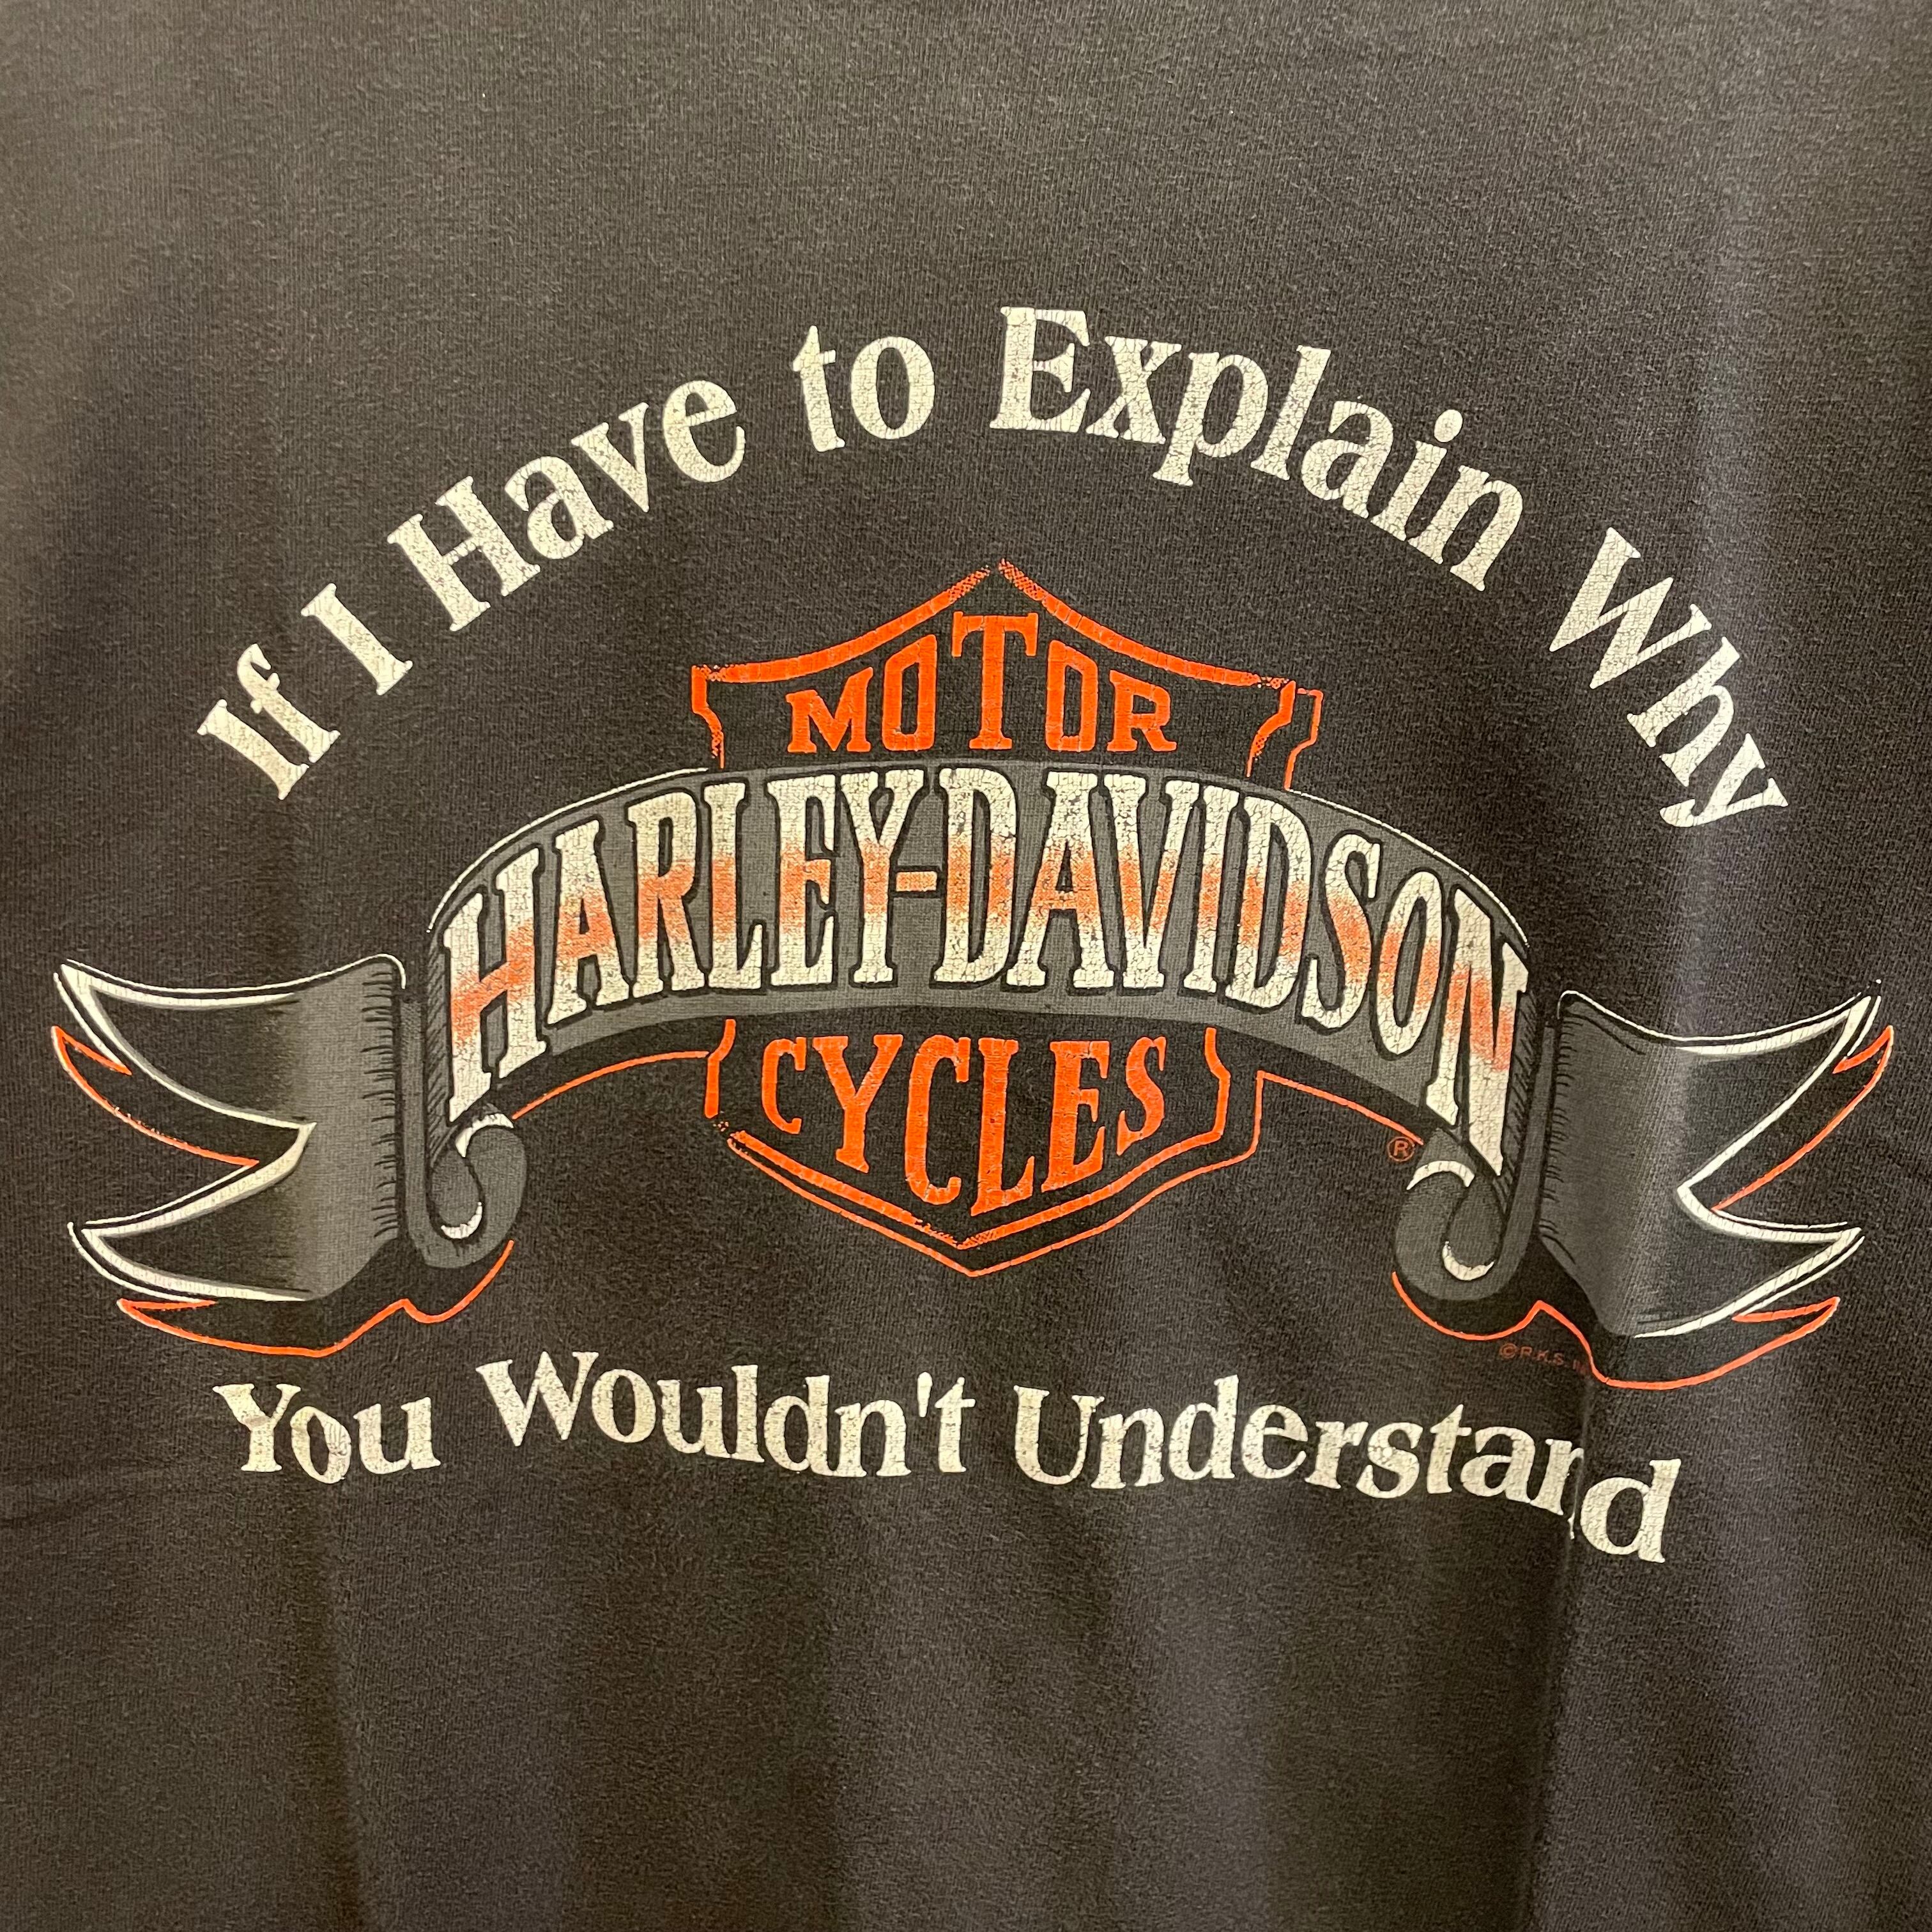 If I Have to Explain Why
MOTOR
HARLEY-DAVIDSON
CYCLES
®
©R.K.S.
You Wouldn't Understand